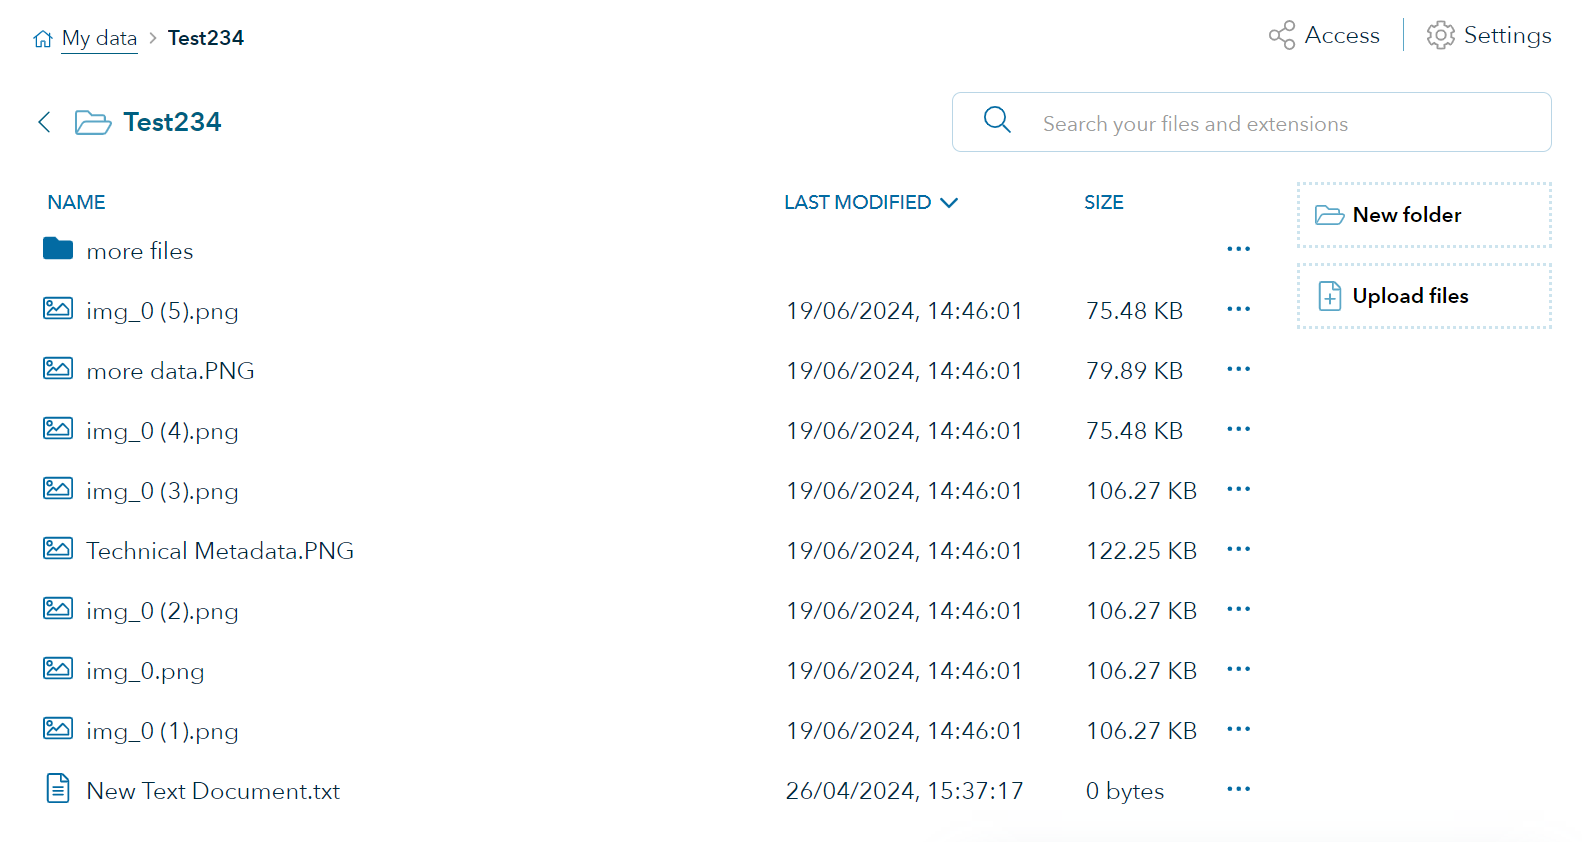 My data > Test234
Access
Settings
Test234
Search your files and extensions
NAME LAST MODIFIED SIZE
New folder
Upload files
more files
img_0 (5).png 19/06/2024, 14:46:01 75.48 KB
more data.PNG 19/06/2024, 14:46:01 79.89 KB
img_0 (4).png 19/06/2024, 14:46:01 75.48 KB
img_0 (3).png 19/06/2024, 14:46:01 106.27 KB
Technical Metadata.PNG 19/06/2024, 14:46:01 122.25 KB
img_0 (2).png 19/06/2024, 14:46:01 106.27 KB
img_0.png 19/06/2024, 14:46:01 106.27 KB
img_0 (1).png 19/06/2024, 14:46:01 106.27 KB
New Text Document.txt 26/04/2024, 15:37:17 0 bytes